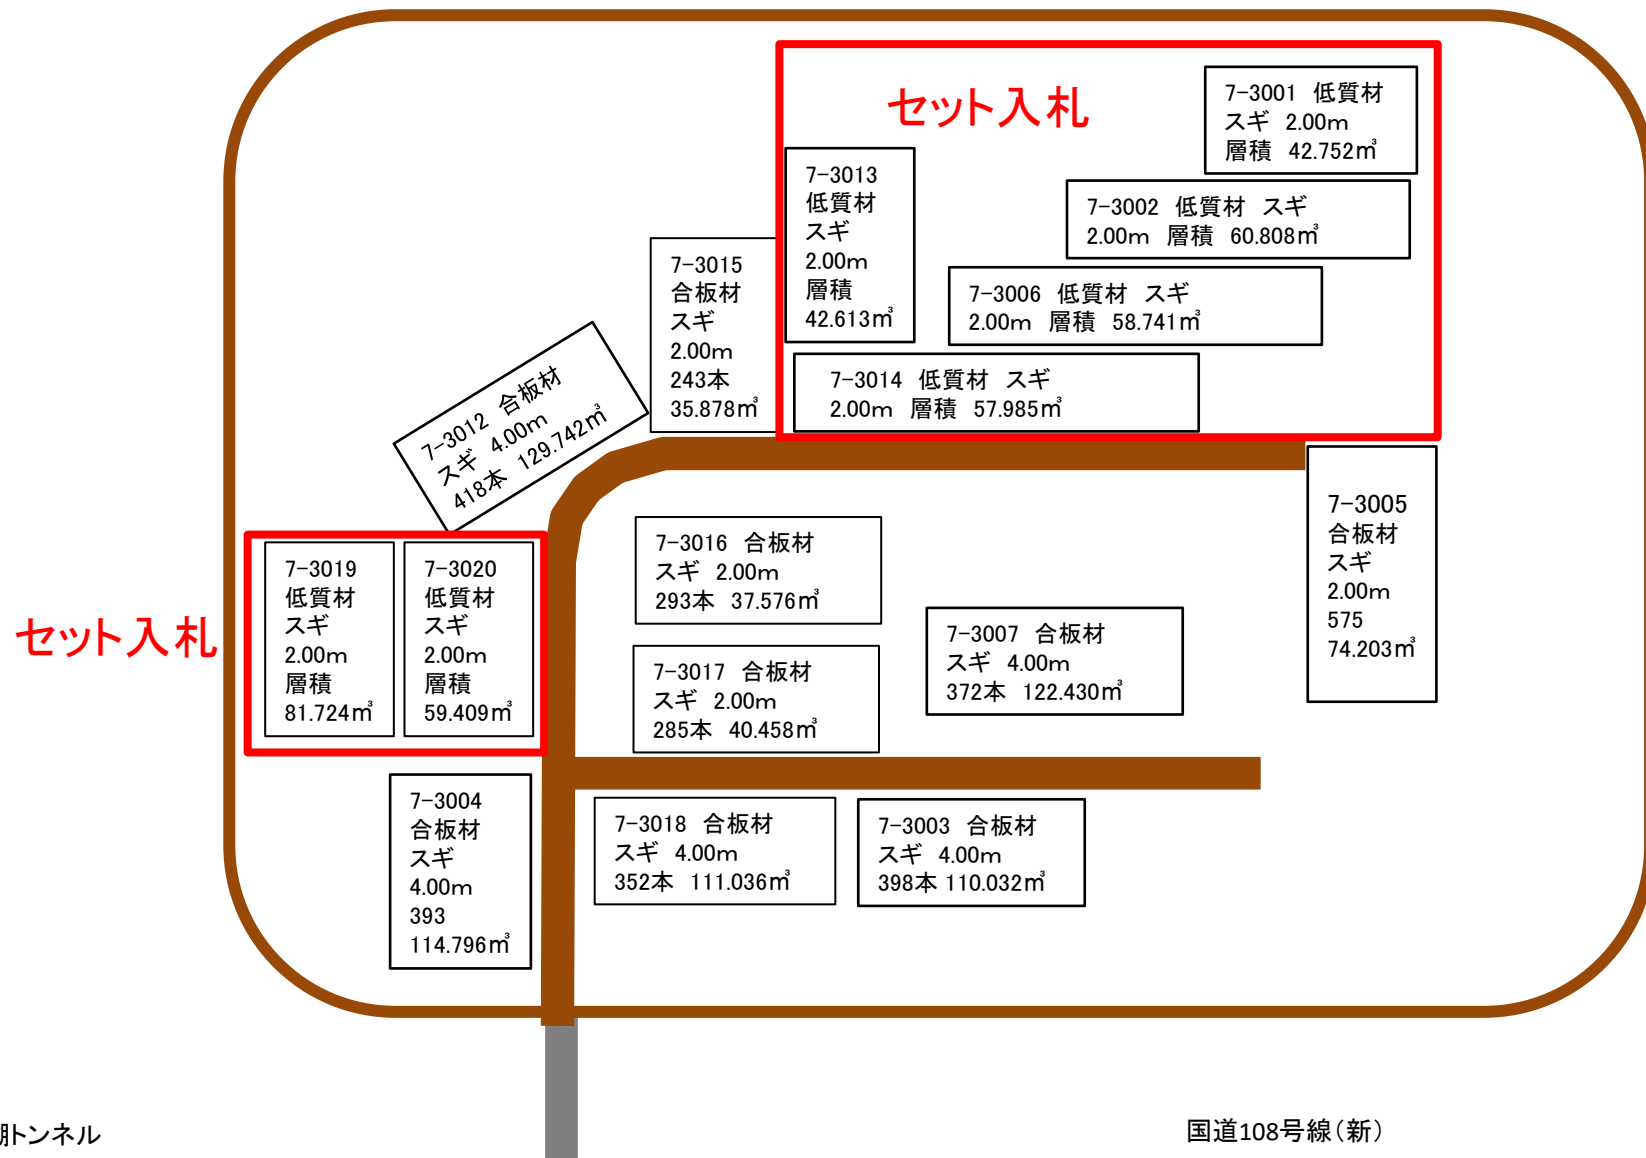 セット入札
7-3001 低質材
スギ 2.00m
層積 42.752㎥
7-3013
低質材
スギ
2.00m
層積
42.613㎥
7-3002 低質材 スギ
2.00m 層積 60.808㎥
7-3006 低質材 スギ
2.00m 層積 58.741㎥
7-3014 低質材 スギ
2.00m 層積 57.985㎥
7-3015
合板材
スギ
2.00m
243本
35.878㎥
7-3012 合板材
スギ 4.00m
418本 129.742㎥
7-3005
合板材
スギ
2.00m
575
74.203㎥
セット入札
7-3019
低質材
スギ
2.00m
層積
81.724㎥
7-3020
低質材
スギ
2.00m
層積
59.409㎥
7-3016 合板材
スギ 2.00m
293本 37.576㎥
7-3017 合板材
スギ 2.00m
285本 40.458㎥
7-3007 合板材
スギ 4.00m
372本 122.430㎥
7-3004
合板材
スギ
4.00m
393
114.796㎥
7-3018 合板材
スギ 4.00m
352本 111.036㎥
7-3003 合板材
スギ 4.00m
398本 110.032㎥
トンネル
国道108号線（新）